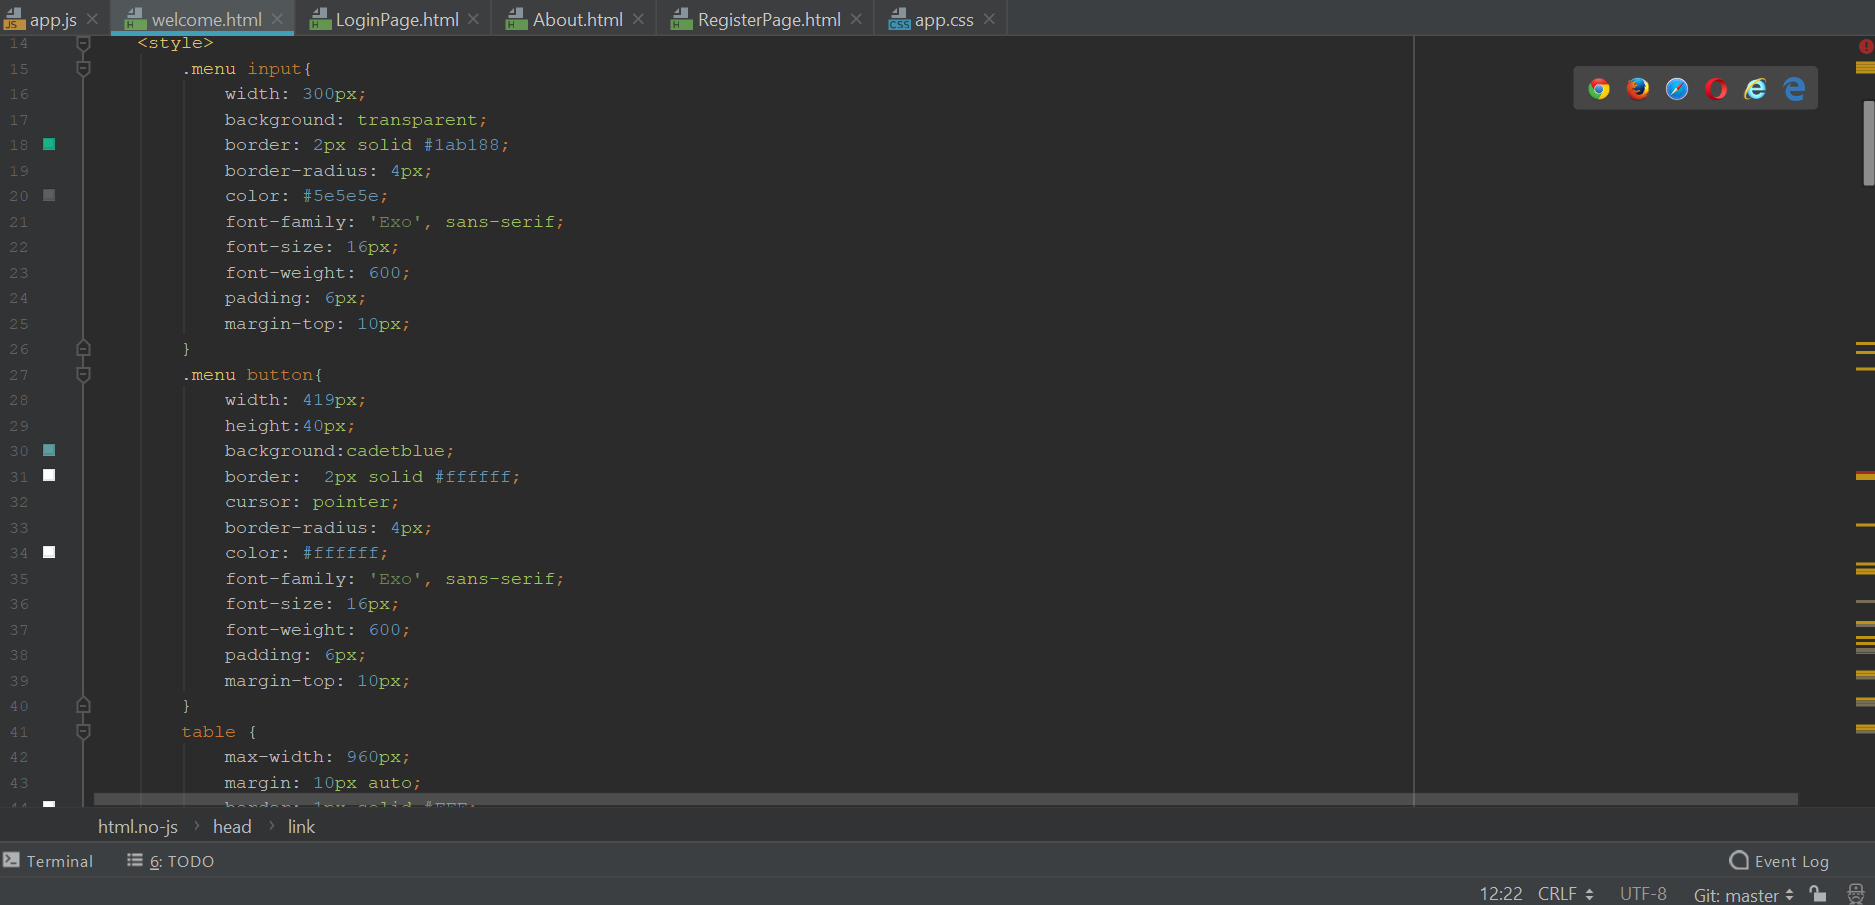 app.js welcome.html LoginPage.html About.html RegisterPage.html app.css
14 <style>
15 .menu input{
16 width: 300px;
17 background: transparent;
18 border: 2px solid #1ab188;
19 border-radius: 4px;
20 color: #5e5e5e;
21 font-family: 'Exo', sans-serif;
22 font-size: 16px;
23 font-weight: 600;
24 padding: 6px;
25 margin-top: 10px;
26 }
27 .menu button{
28 width: 419px;
29 height:40px;
30 background:cadetblue;
31 border:  2px solid #ffffff;
32 cursor: pointer;
33 border-radius: 4px;
34 color: #ffffff;
35 font-family: 'Exo', sans-serif;
36 font-size: 16px;
37 font-weight: 600;
38 padding: 6px;
39 margin-top: 10px;
40 }
41 table {
42 max-width: 960px;
43 margin: 10px auto;
44 border: 1px solid #EEE;
html.no-js › head › link
Terminal 6: TODO Event Log
12:22 CRLF UTF-8 Git: master